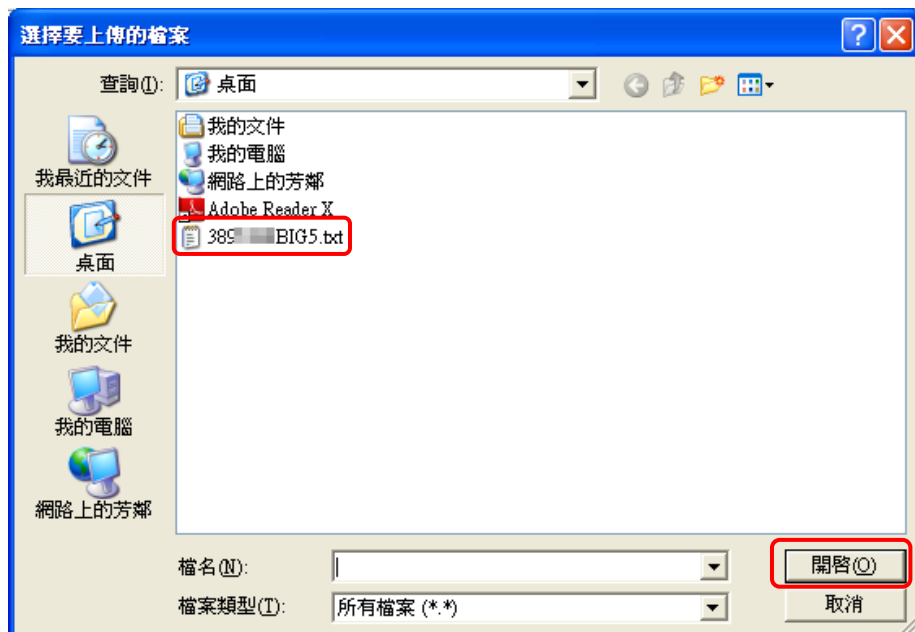 選擇要上傳的檔案
查詢(I):
桌面
我的文件
我的電腦
網路上的芳鄰
Adobe Reader X
389 BIG5.txt
我最近的文件
桌面
我的文件
我的電腦
網路上的芳鄰
檔名(N):
開啓(O)
檔案類型(T):
所有檔案 (*.*)
取消